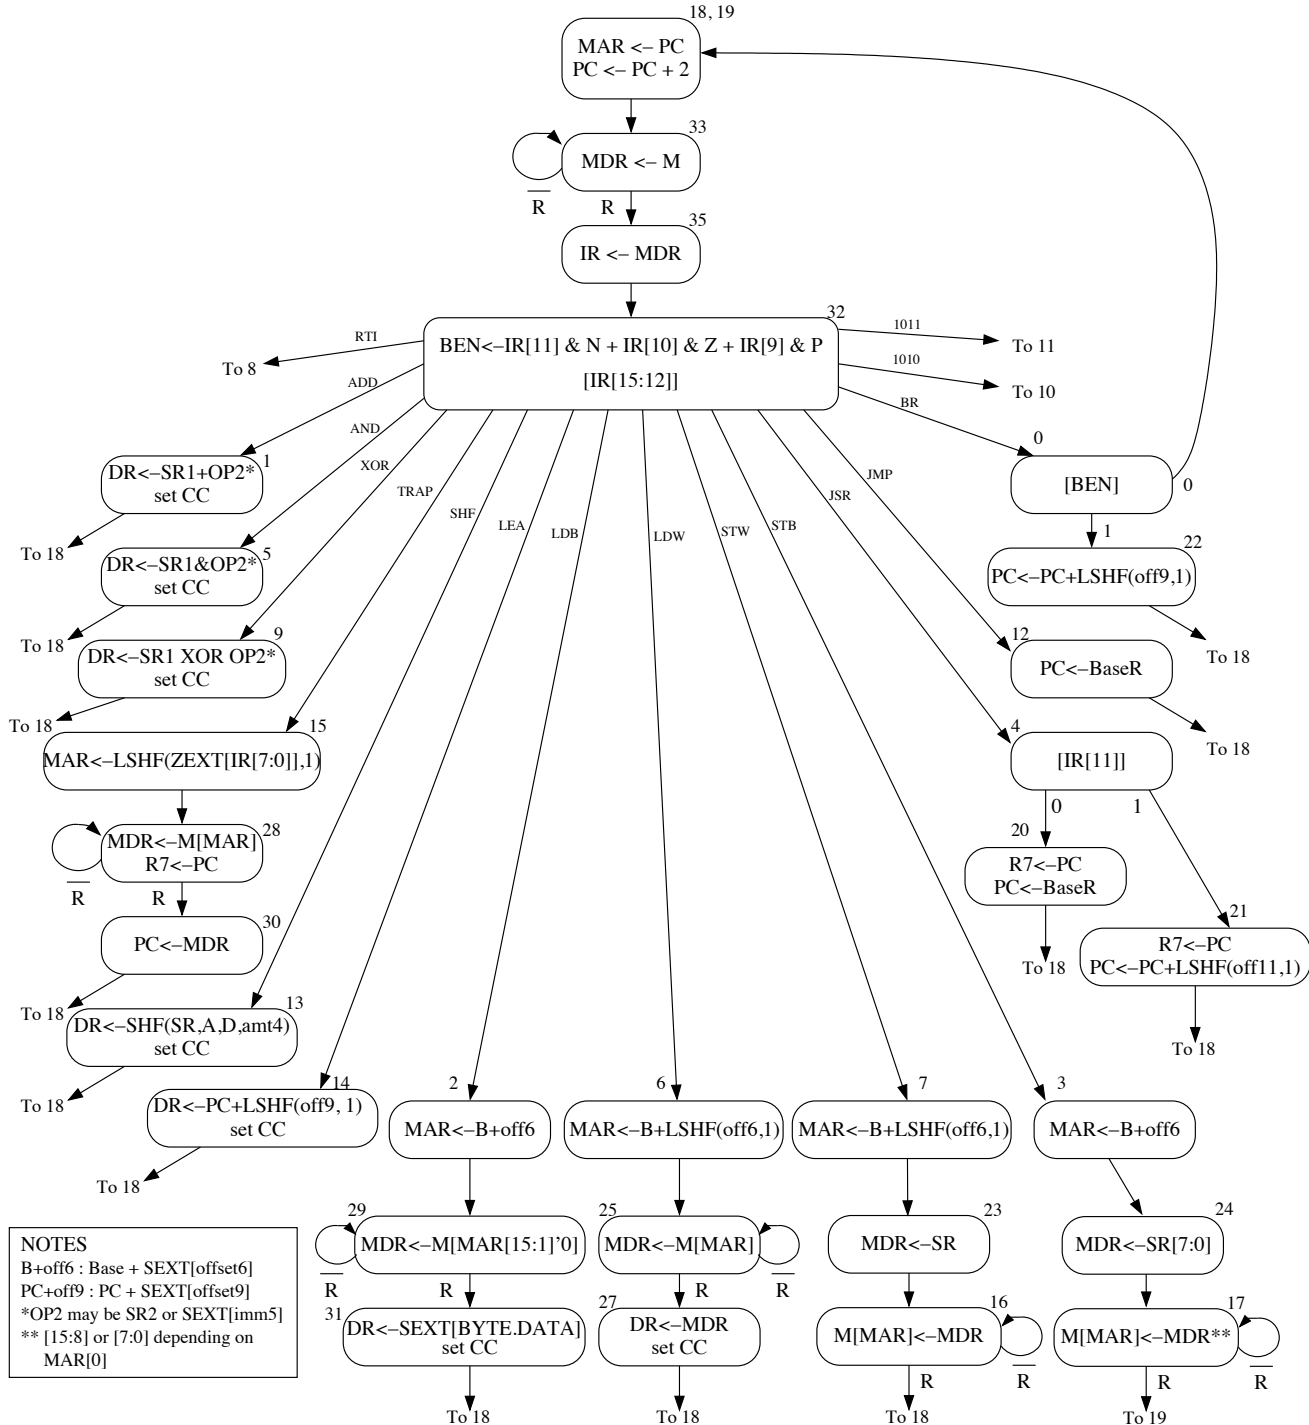 18, 19
MAR <– PC
PC <– PC + 2
33
MDR <– M
R
R
35
IR <– MDR
32
BEN<–IR[11] & N + IR[10] & Z + IR[9] & P
[IR[15:12]]
RTI
To 8
1011
To 11
1010
To 10
ADD
AND
XOR
TRAP
SHF
LEA
LDB
LDW
STW
STB
JSR
JMP
BR
1
DR<–SR1+OP2*
set CC
To 18
5
DR<–SR1&OP2*
set CC
To 18
9
DR<–SR1 XOR OP2*
set CC
To 18
15
MAR<–LSHF(ZEXT[IR[7:0]],1)
28
MDR<–M[MAR]
R7<–PC
R
R
30
PC<–MDR
To 18
13
DR<–SHF(SR,A,D,amt4)
set CC
To 18
14
DR<–PC+LSHF(off9, 1)
set CC
To 18
0
[BEN]
0
1
22
PC<–PC+LSHF(off9,1)
To 18
12
PC<–BaseR
To 18
4
[IR[11]]
0
1
20
R7<–PC
PC<–BaseR
To 18
21
R7<–PC
PC<–PC+LSHF(off11,1)
To 18
2
MAR<–B+off6
29
MDR<–M[MAR[15:1]'0]
R
R
31
DR<–SEXT[BYTE.DATA]
set CC
To 18
6
MAR<–B+LSHF(off6,1)
25
MDR<–M[MAR]
R
R
27
DR<–MDR
set CC
To 18
7
MAR<–B+LSHF(off6,1)
23
MDR<–SR
16
M[MAR]<–MDR
R
R
To 18
3
MAR<–B+off6
24
MDR<–SR[7:0]
17
M[MAR]<–MDR**
R
R
To 19
NOTES
B+off6 : Base + SEXT[offset6]
PC+off9 : PC + SEXT[offset9]
*OP2 may be SR2 or SEXT[imm5]
** [15:8] or [7:0] depending on
MAR[0]